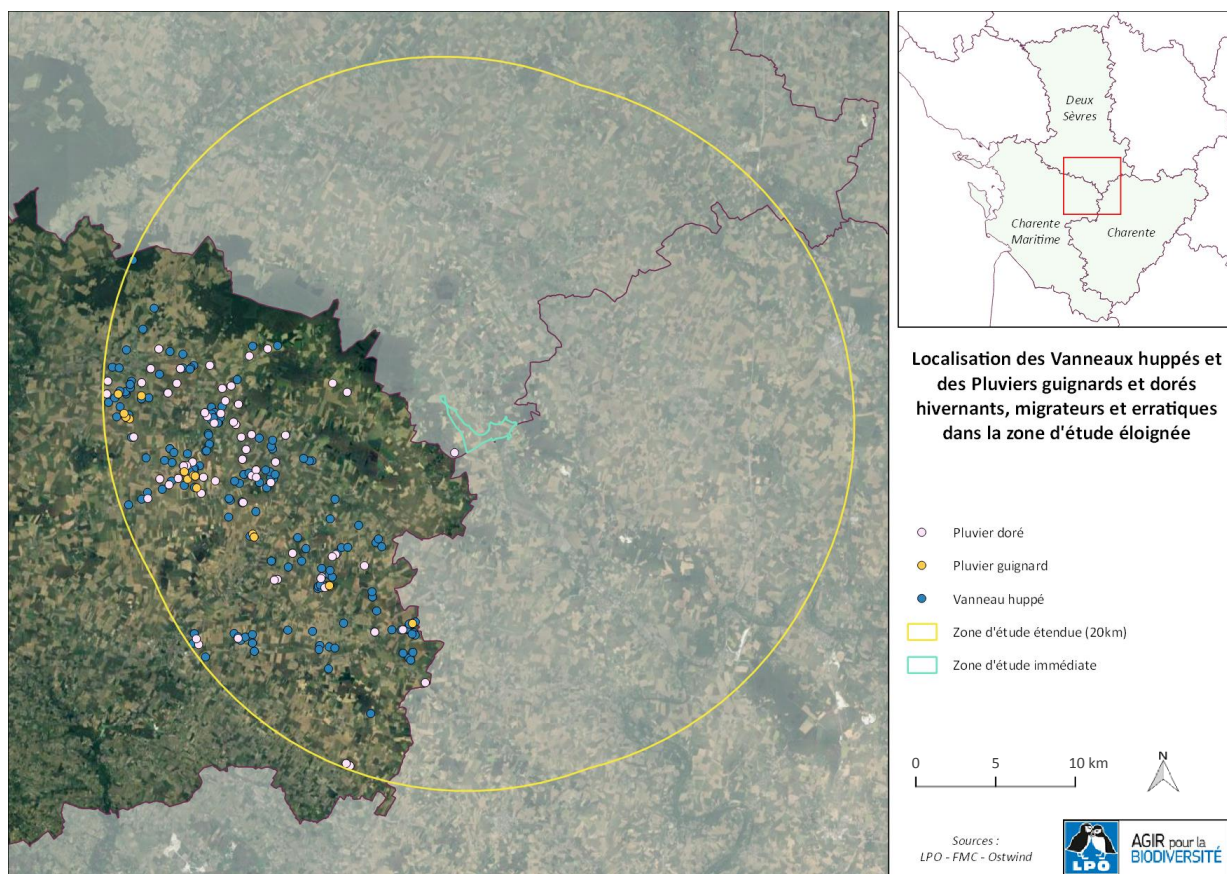 Deux
Sèvres
Charente
Maritime
Charente
Localisation des Vanneaux huppés et
des Pluviers guignards et dorés
hivernants, migrateurs et erratiques
dans la zone d'étude éloignée
Pluvier doré
Pluvier guignard
Vanneau huppé
Zone d'étude étendue (20km)
Zone d'étude immédiate
0 5 10 km
N
Sources :
LPO - FMC - Ostwind
LPO
AGIR pour la
BIODIVERSITÉ